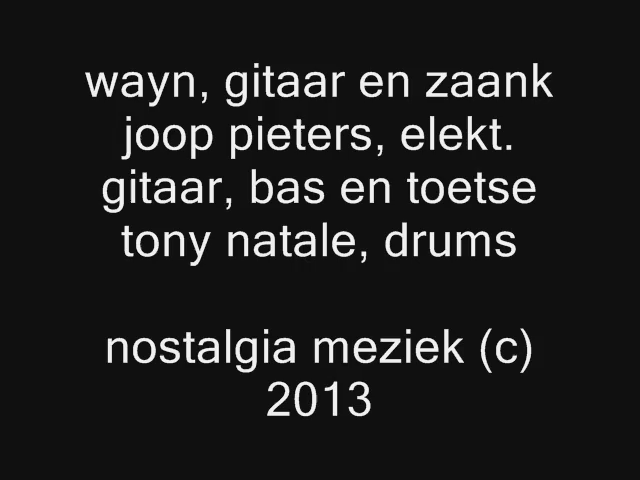 wayn, gitaar en zaank
joop pieters, elekt.
gitaar, bas en toetse
tony natale, drums
nostalgia meziek (c)
2013